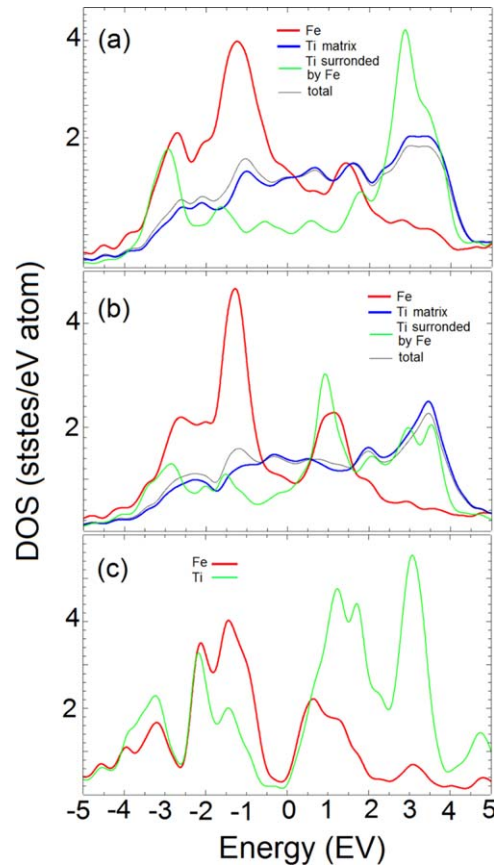 (a)
Fe
Ti matrix
Ti surronded
by Fe
total
4
2
(b)
Fe
Ti matrix
Ti surronded
by Fe
total
4
2
(c)
Fe
Ti
4
2
DOS (ststes/eV atom)
-5 -4 -3 -2 -1 0 1 2 3 4 5
Energy (EV)